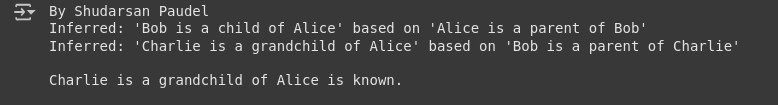 By Shudarsan Paudel
Inferred: 'Bob is a child of Alice' based on 'Alice is a parent of Bob'
Inferred: 'Charlie is a grandchild of Alice' based on 'Bob is a parent of Charlie'
Charlie is a grandchild of Alice is known.